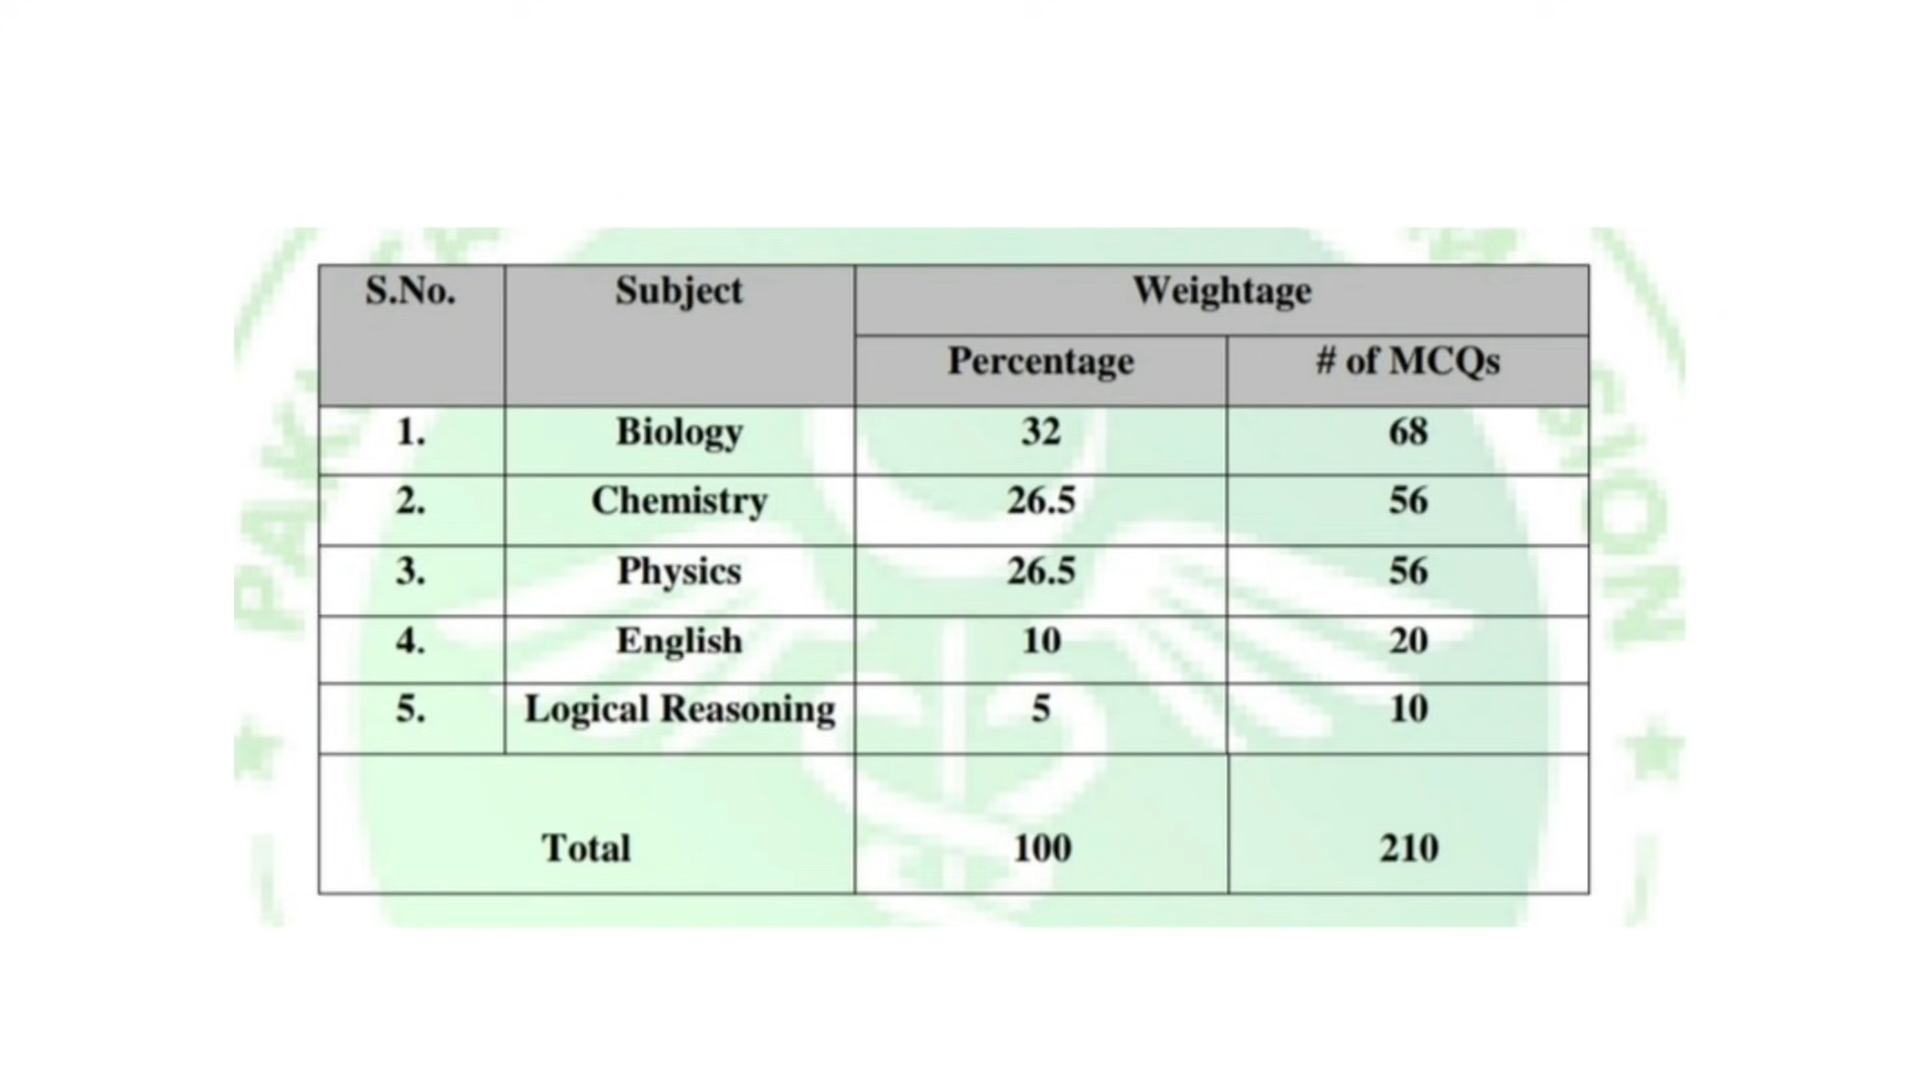 S.No. Subject Weightage
Percentage # of MCQs
1. Biology 32 68
2. Chemistry 26.5 56
3. Physics 26.5 56
4. English 10 20
5. Logical Reasoning 5 10
Total 100 210